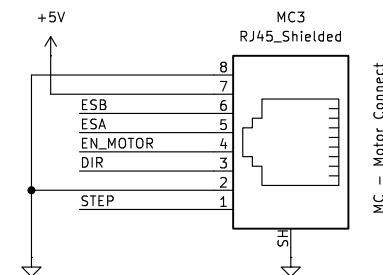 +5V
MC3
RJ45_Shielded
8
7
ESB 6
ESA 5
EN_MOTOR 4
DIR 3
2
STEP 1
SH
MC - Motor Connect